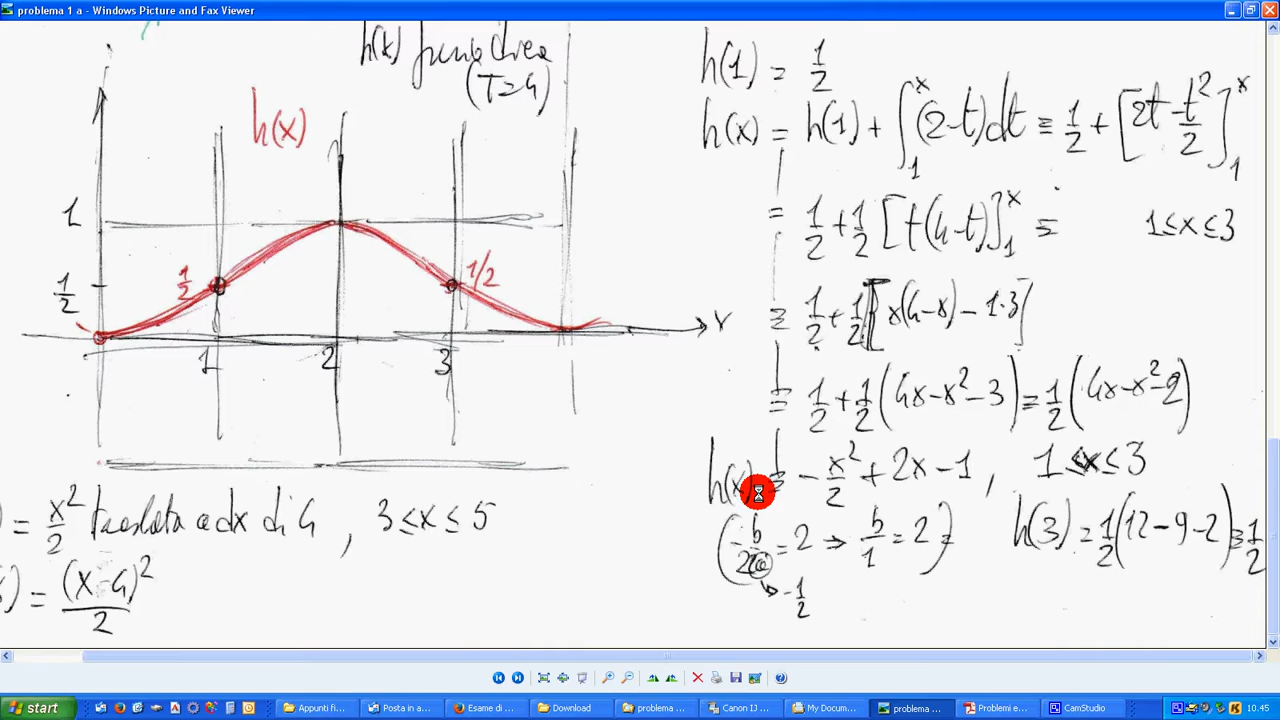 problema 1 a - Windows Picture and Fax Viewer
h(x)
(T=4)
h(x)
1
1/2
1/2
1/2
1
2
3
x
= x²/2 traslata a dx di 4, 3≤x≤5
= (x-4)²/2
h(1) = 1/2
h(x) = h(1) + ∫₁ˣ (2-t)dt = 1/2 + [2t - t²/2]₁ˣ
= 1/2 + 1/2 [t(4-t)]₁ˣ = 1≤x≤3
= 1/2 + 1/2 [x(4-x) - 1·3]
= 1/2 + 1/2 (4x-x²-3) = 1/2 (4x-x²-2)
h(x) = - x²/2 + 2x - 1, 1≤x≤3
(-b/2a = 2 ⇒ b/1 = 2) h(3) = 1/2 (12-9-2) = 1/2
→ -1/2
start
Appunti fi...
Posta in a...
Esame di ...
Download
problema ...
Canon IJ ...
My Docum...
problema ...
Problemi e...
CamStudio
10.45